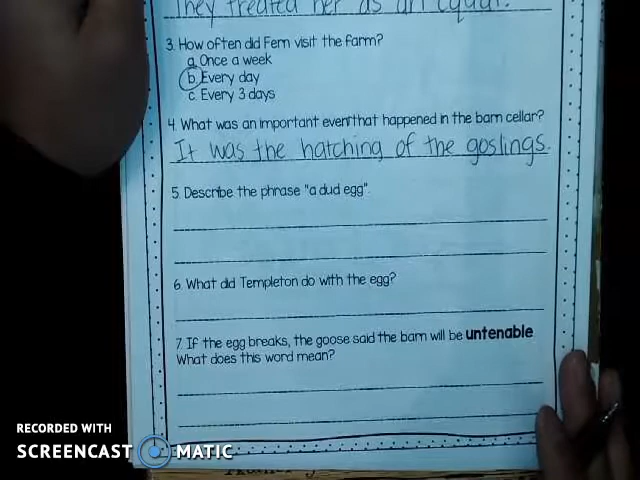 They treated her as an equal.
3. How often did Fern visit the farm?
a. Once a week
b. Every day
c. Every 3 days
4. What was an important event that happened in the barn cellar?
It was the hatching of the goslings.
5. Describe the phrase "a dud egg".
6. What did Templeton do with the egg?
7. If the egg breaks, the goose said the barn will be untenable
What does this word mean?
RECORDED WITH
SCREENCAST MATIC